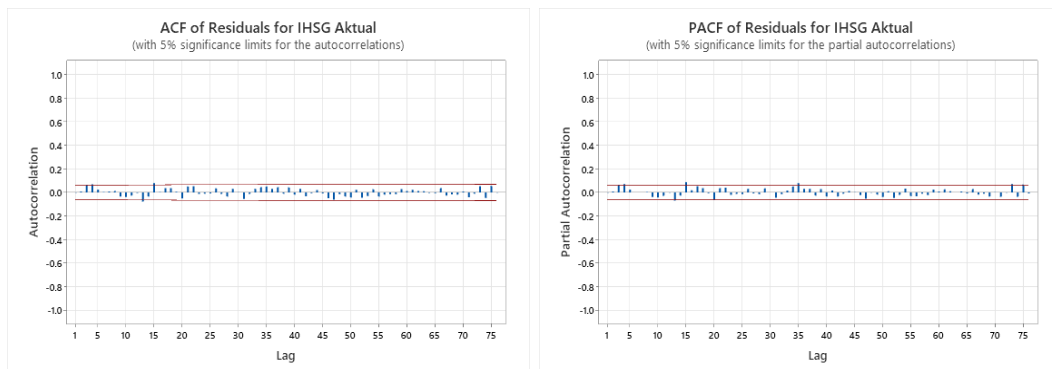 ACF of Residuals for IHSG Aktual
(with 5% significance limits for the autocorrelations)
1.0
0.8
0.6
0.4
0.2
0.0
-0.2
-0.4
-0.6
-0.8
-1.0
Autocorrelation
1 5 10 15 20 25 30 35 40 45 50 55 60 65 70 75
Lag
PACF of Residuals for IHSG Aktual
(with 5% significance limits for the partial autocorrelations)
1.0
0.8
0.6
0.4
0.2
0.0
-0.2
-0.4
-0.6
-0.8
-1.0
Partial Autocorrelation
1 5 10 15 20 25 30 35 40 45 50 55 60 65 70 75
Lag